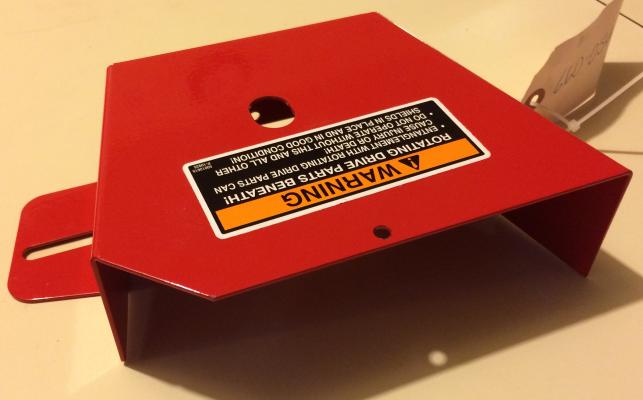 WARNING
ROTATING DRIVE PARTS BENEATH!
• ENTANGLEMENT WITH ROTATING DRIVE PARTS CAN
CAUSE INJURY OR DEATH!
• DO NOT OPERATE WITHOUT THIS AND ALL OTHER
SHIELDS IN PLACE AND IN GOOD CONDITION!